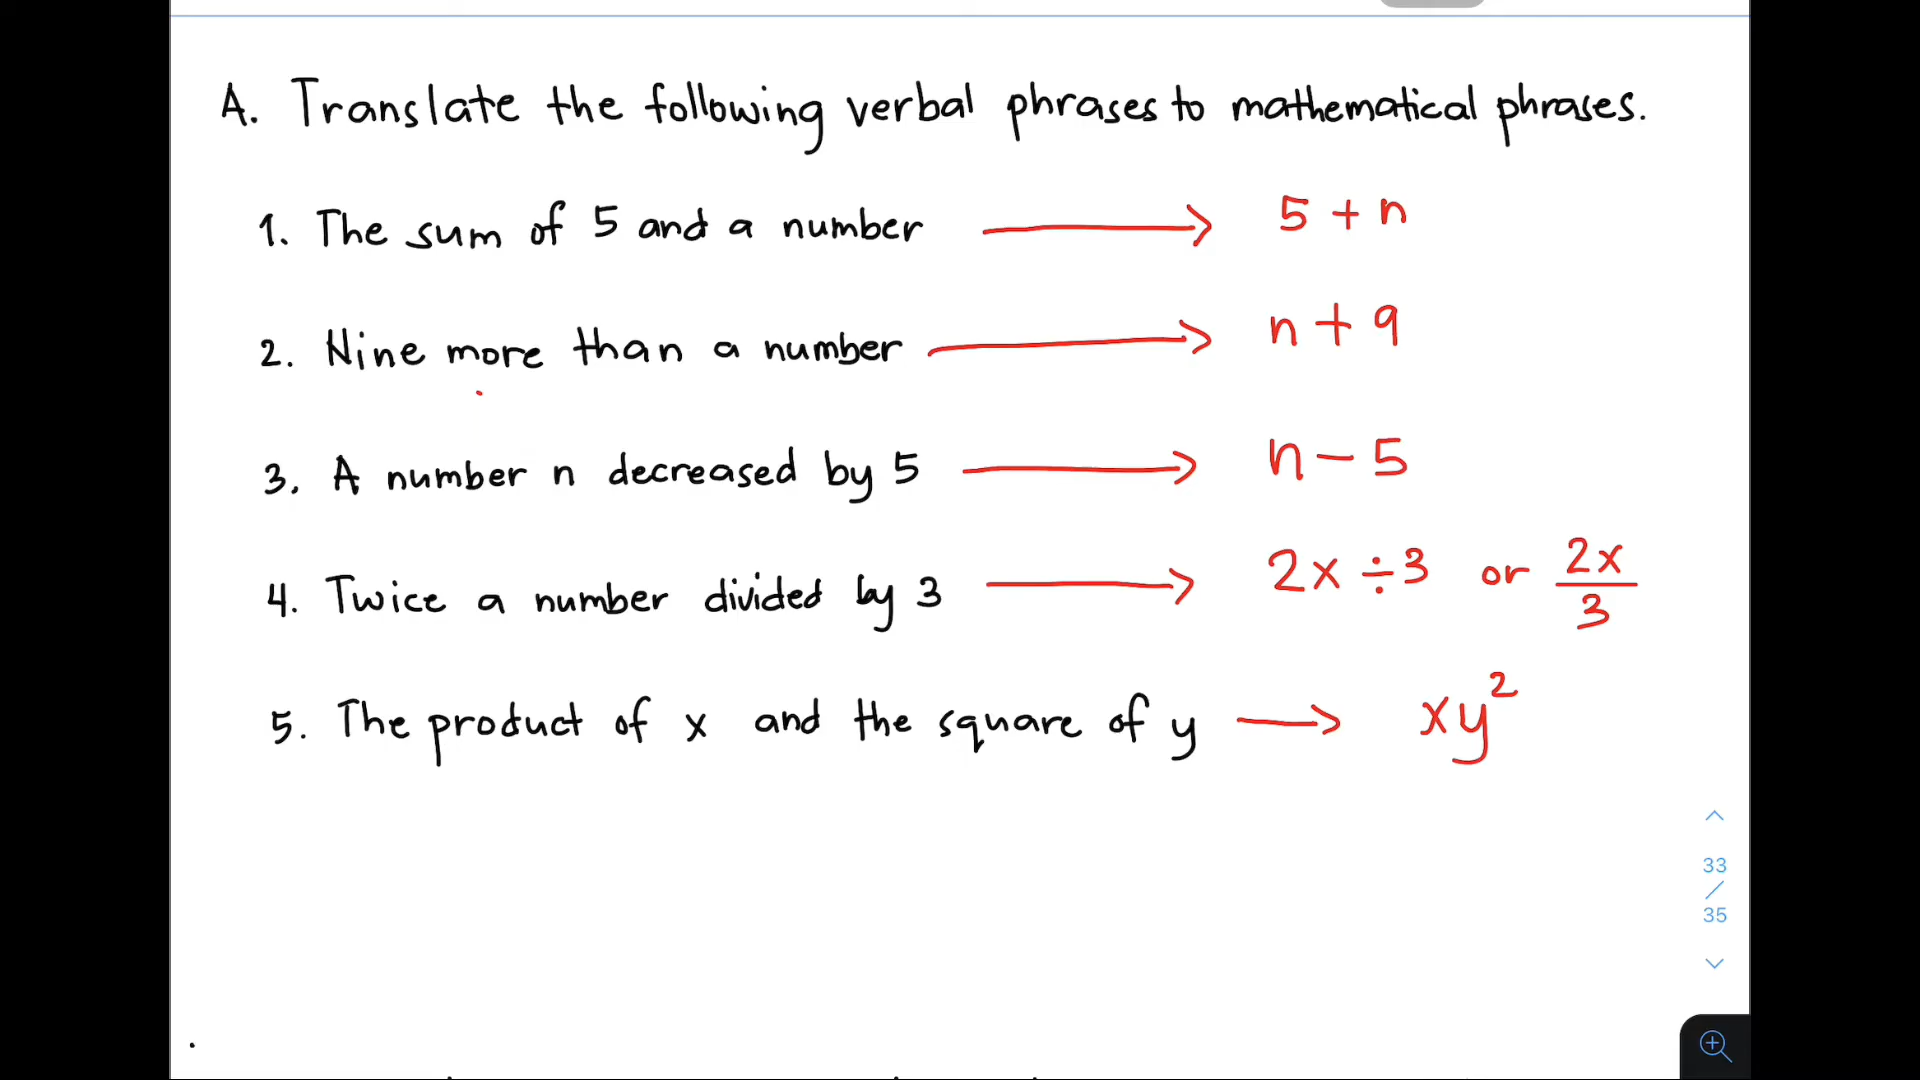 A. Translate the following verbal phrases to mathematical phrases.
1. The sum of 5 and a number → 5 + n
2. Nine more than a number → n + 9
3. A number n decreased by 5 → n - 5
4. Twice a number divided by 3 → 2x ÷ 3 or 2x/3
5. The product of x and the square of y → xy²
33
/
35